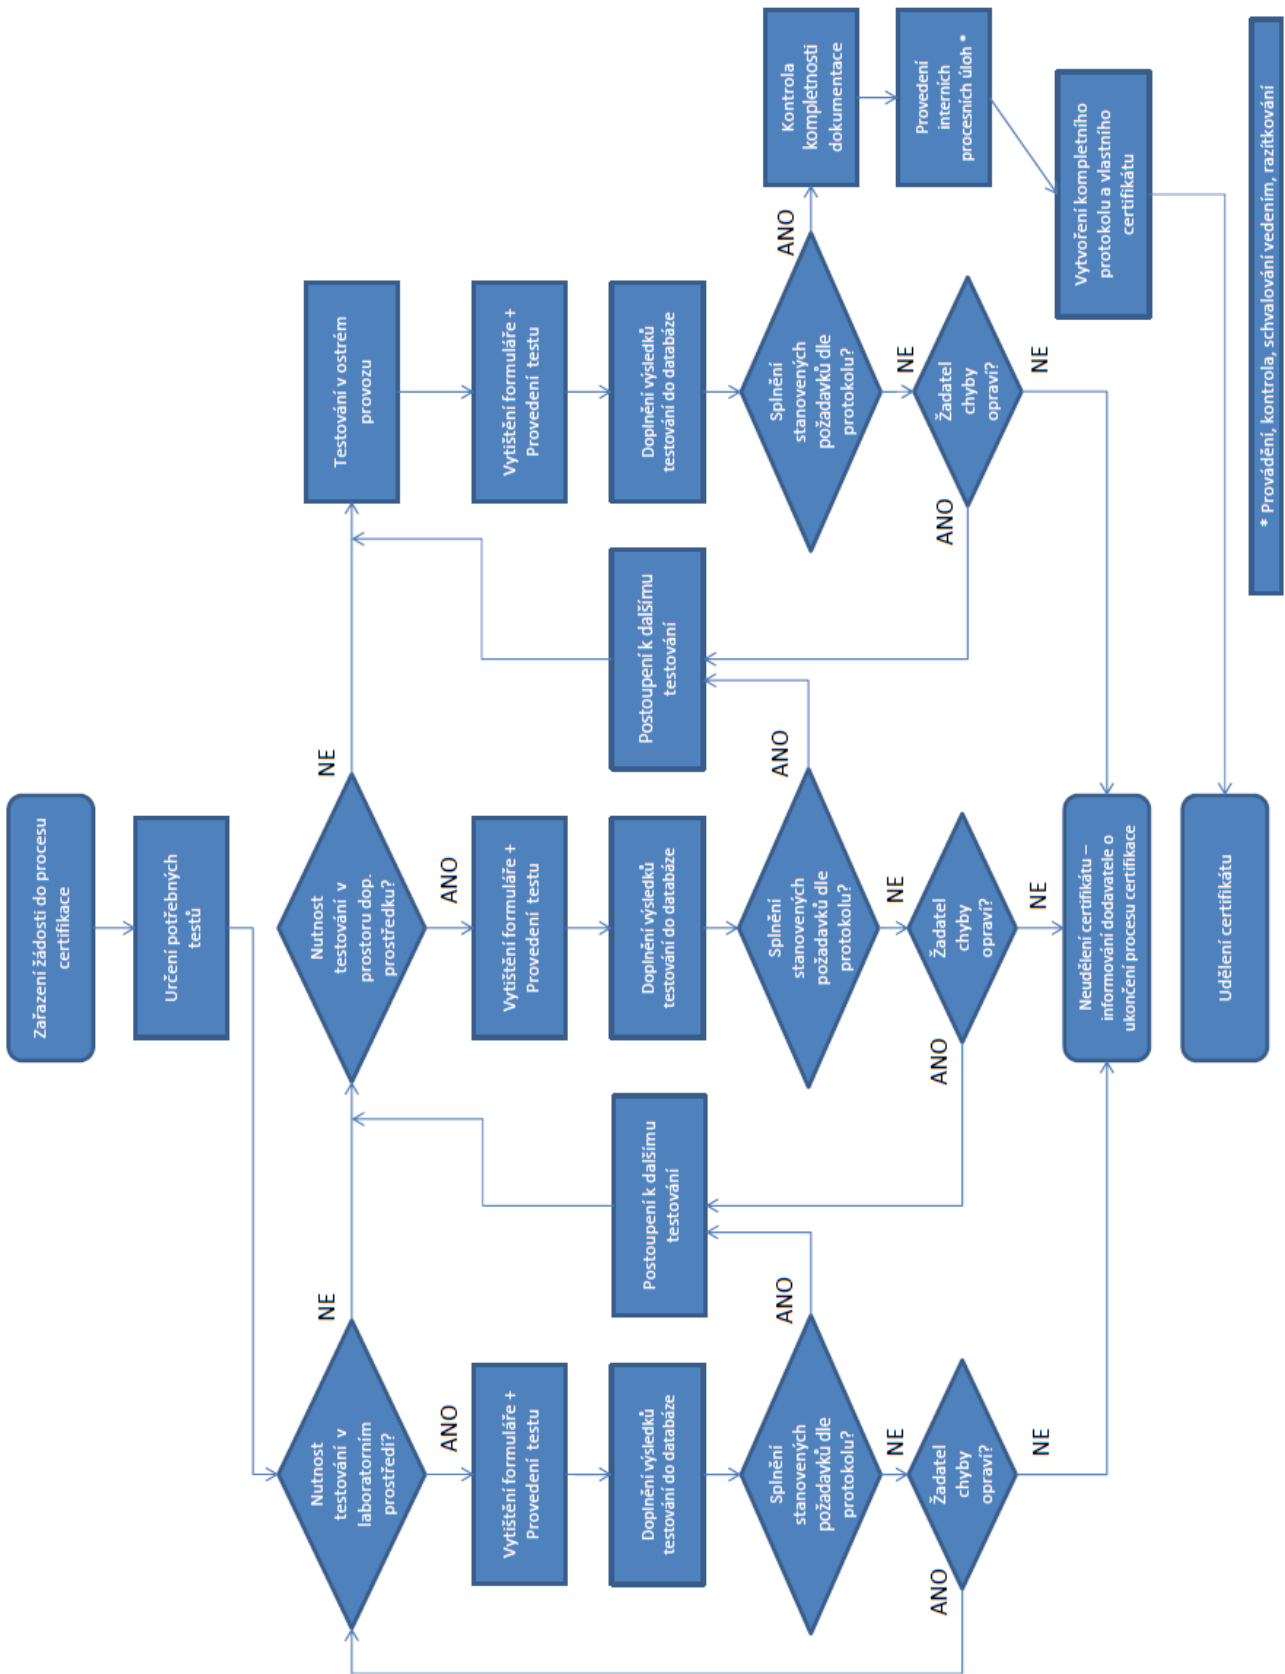 Zařazení žádosti do procesu
certifikace
Určení potřebných
testů
Nutnost
testování v
laboratorním
prostředí?
NE
ANO
Vytištění formuláře +
Provedení testu
Doplnění výsledků
testování do databáze
Splnění
stanovených
požadavků dle
protokolu?
ANO
NE
Žadatel
chyby
opraví?
ANO
NE
Postoupení k dalšímu
testování
Nutnost
testování v
prostoru dop.
prostředku?
NE
ANO
Vytištění formuláře +
Provedení testu
Doplnění výsledků
testování do databáze
Splnění
stanovených
požadavků dle
protokolu?
ANO
NE
Žadatel
chyby
opraví?
ANO
NE
Neudělení certifikátu –
informování dodavatele o
ukončení procesu certifikace
Udělení certifikátu
Postoupení k dalšímu
testování
Testování v ostrém
provozu
Vytištění formuláře +
Provedení testu
Doplnění výsledků
testování do databáze
Splnění
stanovených
požadavků dle
protokolu?
ANO
NE
Žadatel
chyby
opraví?
ANO
NE
Kontrola
kompletnosti
dokumentace
Provedení
interních
procesních úloh *
Vytvoření kompletního
protokolu a vlastního
certifikátu
* Provádění, kontrola, schvalování vedením, razítkování